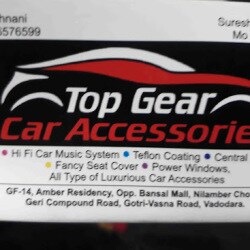 hnani Suresh
6576599 Mo
Top Gear
Car Accessorie
• Hi Fi Car Music System • Teflon Coating • Central
• Fancy Seat Cover • Power Windows,
All Type of Luxurious Car Accessories
GF-14, Amber Residency, Opp. Bansal Mall, Nilamber Cho
Geri Compound Road, Gotri-Vasna Road, Vadodara.